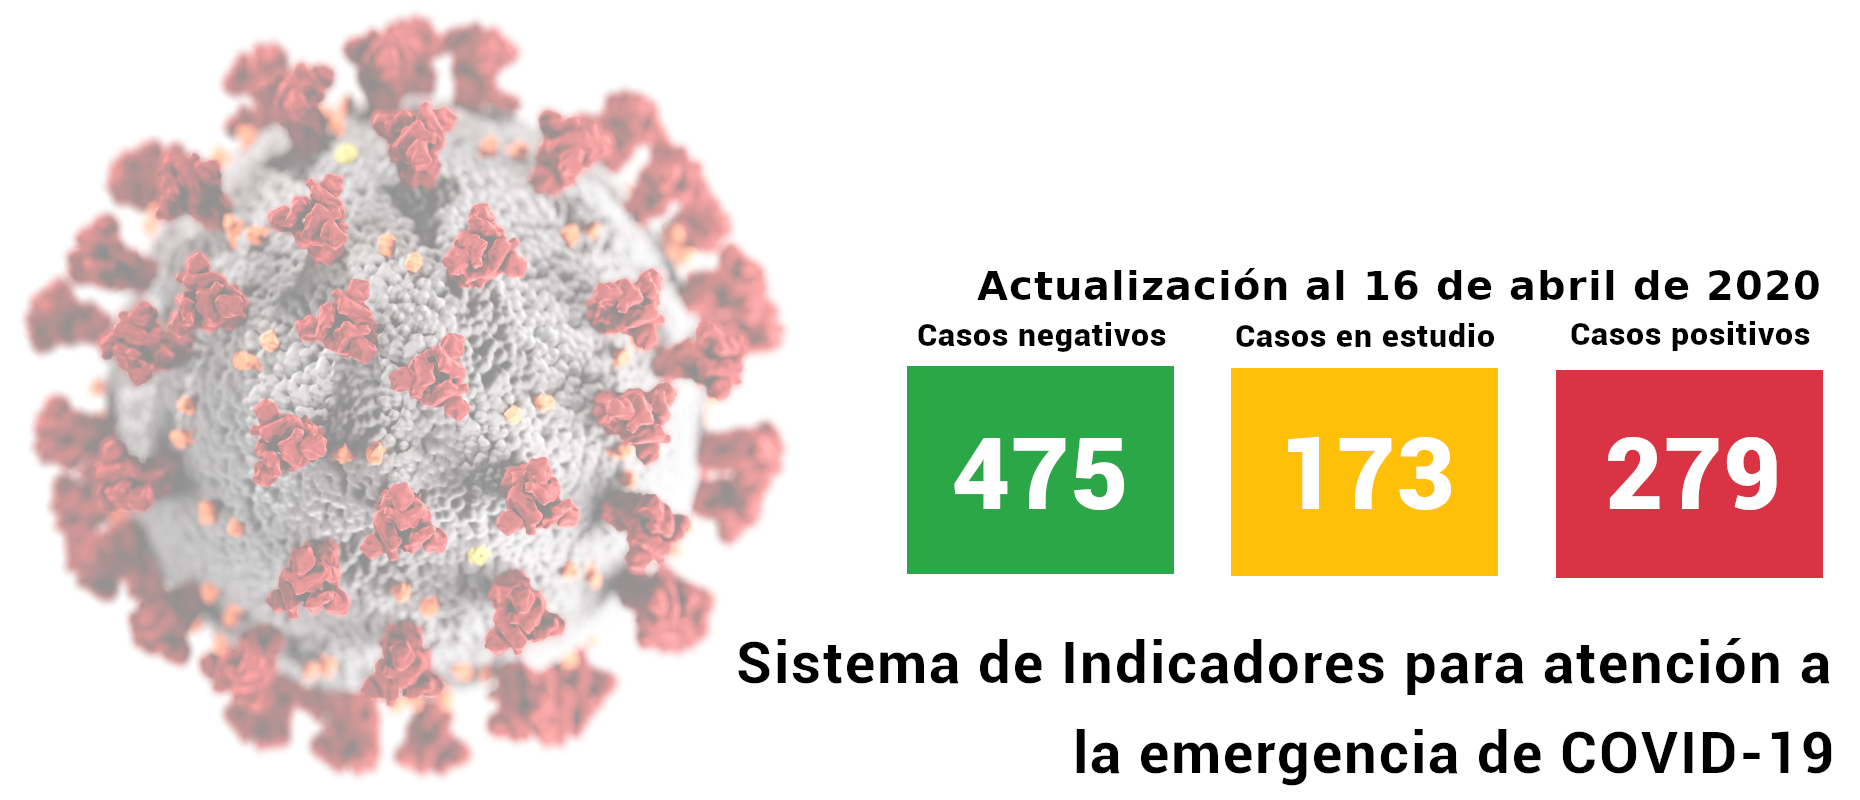 Actualización al 16 de abril de 2020
Casos negativos
Casos en estudio
Casos positivos
475
173
279
Sistema de Indicadores para atención a
la emergencia de COVID-19